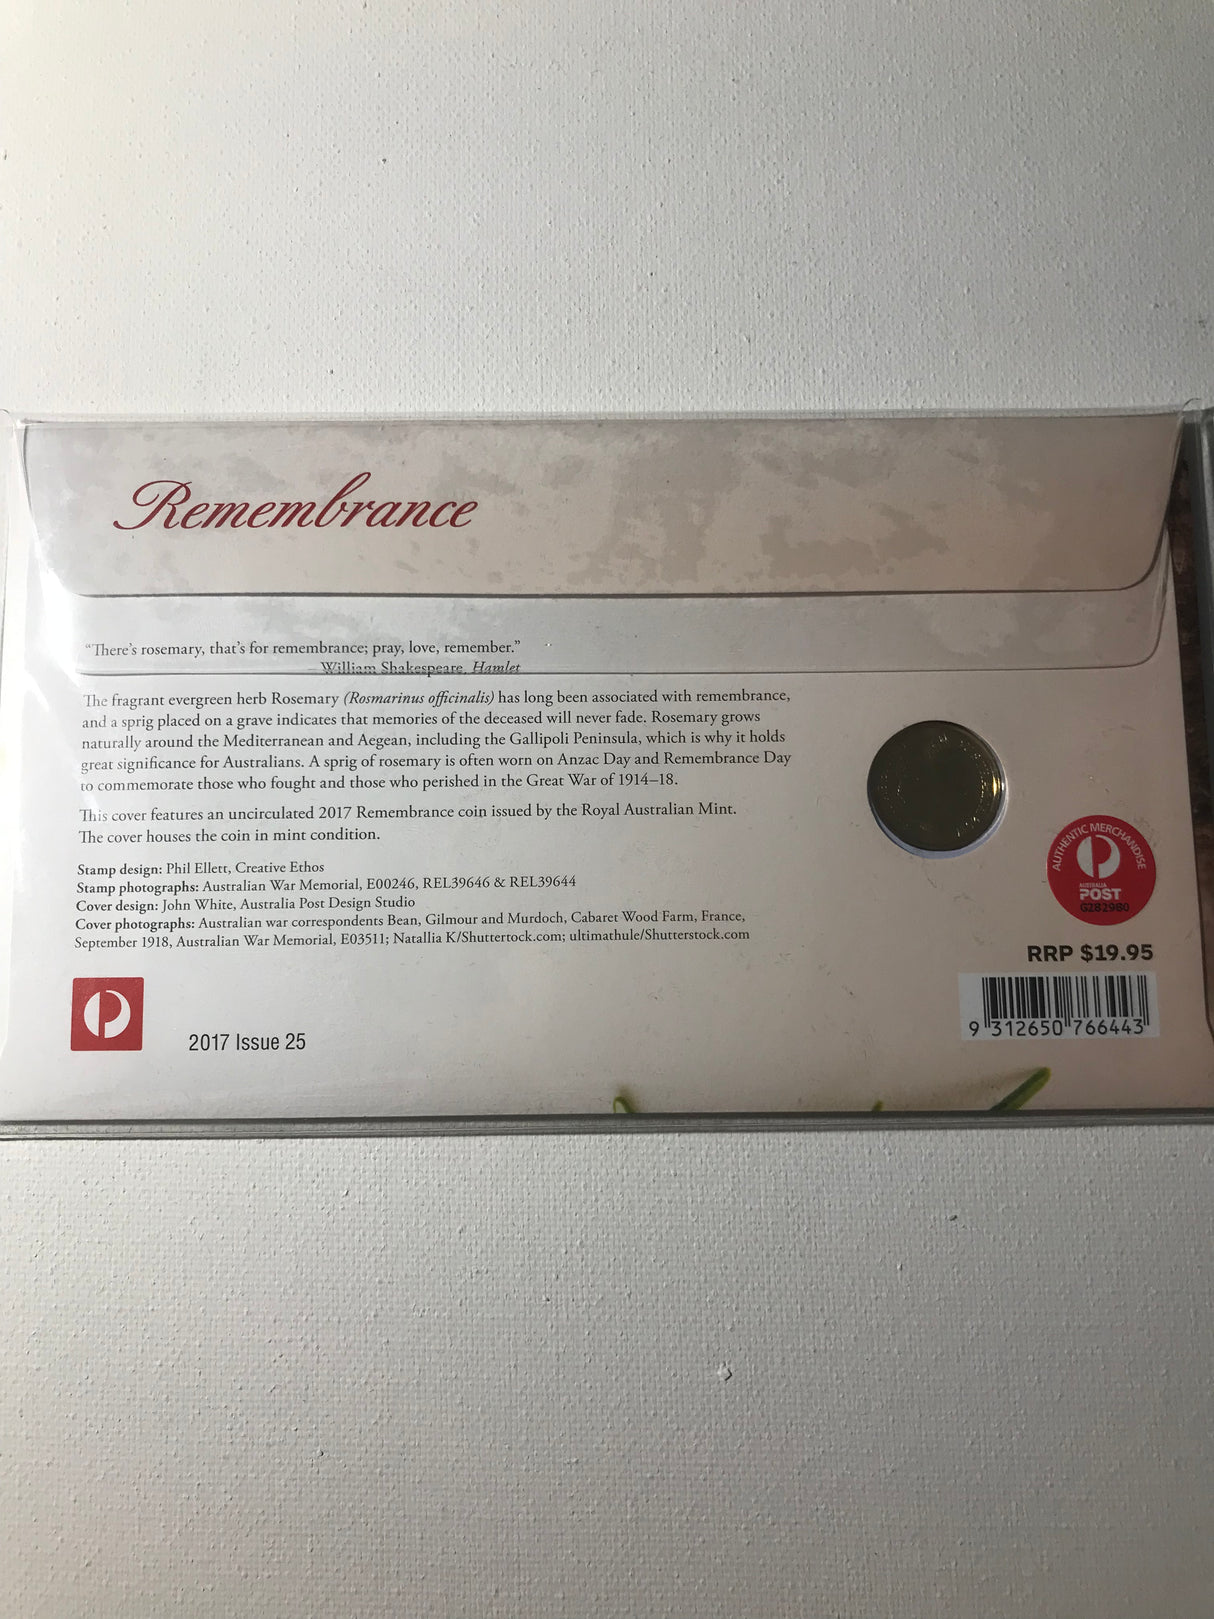 Remembrance
“There’s rosemary, that’s for remembrance; pray, love, remember.”
– William Shakespeare, Hamlet
The fragrant evergreen herb Rosemary (Rosmarinus officinalis) has long been associated with remembrance,
and a sprig placed on a grave indicates that memories of the deceased will never fade. Rosemary grows
naturally around the Mediterranean and Aegean, including the Gallipoli Peninsula, which is why it holds
great significance for Australians. A sprig of rosemary is often worn on Anzac Day and Remembrance Day
to commemorate those who fought and those who perished in the Great War of 1914–18.
This cover features an uncirculated 2017 Remembrance coin issued by the Royal Australian Mint.
The cover houses the coin in mint condition.
Stamp design: Phil Ellett, Creative Ethos
Stamp photographs: Australian War Memorial, E00246, REL39646 & REL39644
Cover design: John White, Australia Post Design Studio
Cover photographs: Australian war correspondents Bean, Gilmour and Murdoch, Cabaret Wood Farm, France,
September 1918, Australian War Memorial, E03511; Natallia K/Shuttertock.com; ultimathule/Shutterstock.com
AUTHENTIC MERCHANDISE
AUSTRALIA
POST
G282980
RRP $19.95
9 312650 766443
2017 Issue 25